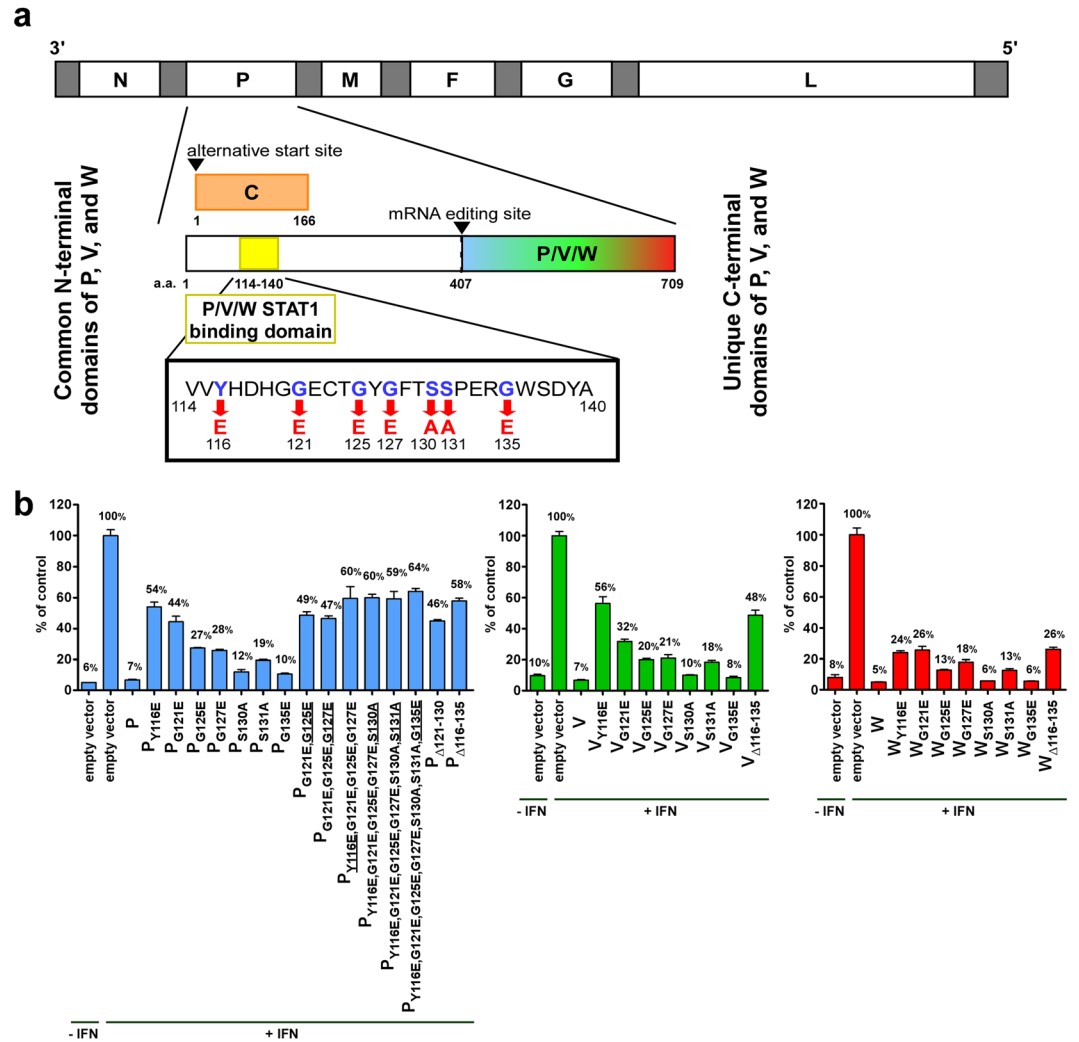 a
3' 5'
N P M F G L
alternative start site
C
1 166
mRNA editing site
P/V/W
a.a. 1 114-140 407 709
Common N-terminal
domains of P, V, and W
Unique C-terminal
domains of P, V, and W
P/V/W STAT1
binding domain
VVYHDHGGECTGYGFTSSPERGWSDYA
114 140
E E E E A A E
116 121 125 127 130 131 135
b
% of control
120
100
80
60
40
20
0
6%
100%
7%
54%
44%
27%
28%
12%
19%
10%
49%
47%
60%
60%
59%
64%
46%
58%
empty vector
empty vector
P
PY116E
PG121E
PG125E
PG127E
PS130A
PS131A
PG135E
PG121E,G125E
PG121E,G125E,G127E
PY116E,G121E,G125E,G127E
PY116E,G121E,G125E,G127E,S130A
PY116E,G121E,G125E,G127E,S130A,S131A
PY116E,G121E,G125E,G127E,S130A,S131A,G135E
P△121-130
P△116-135
- IFN + IFN
% of control
120
100
80
60
40
20
0
10%
100%
7%
56%
32%
20%
21%
10%
18%
8%
48%
empty vector
empty vector
V
VY116E
VG121E
VG125E
VG127E
VS130A
VS131A
VG135E
V△116-135
- IFN + IFN
% of control
120
100
80
60
40
20
0
8%
100%
5%
24%
26%
13%
18%
6%
13%
6%
26%
empty vector
empty vector
W
WY116E
WG121E
WG125E
WG127E
WS130A
WS131A
WG135E
W△116-135
- IFN + IFN